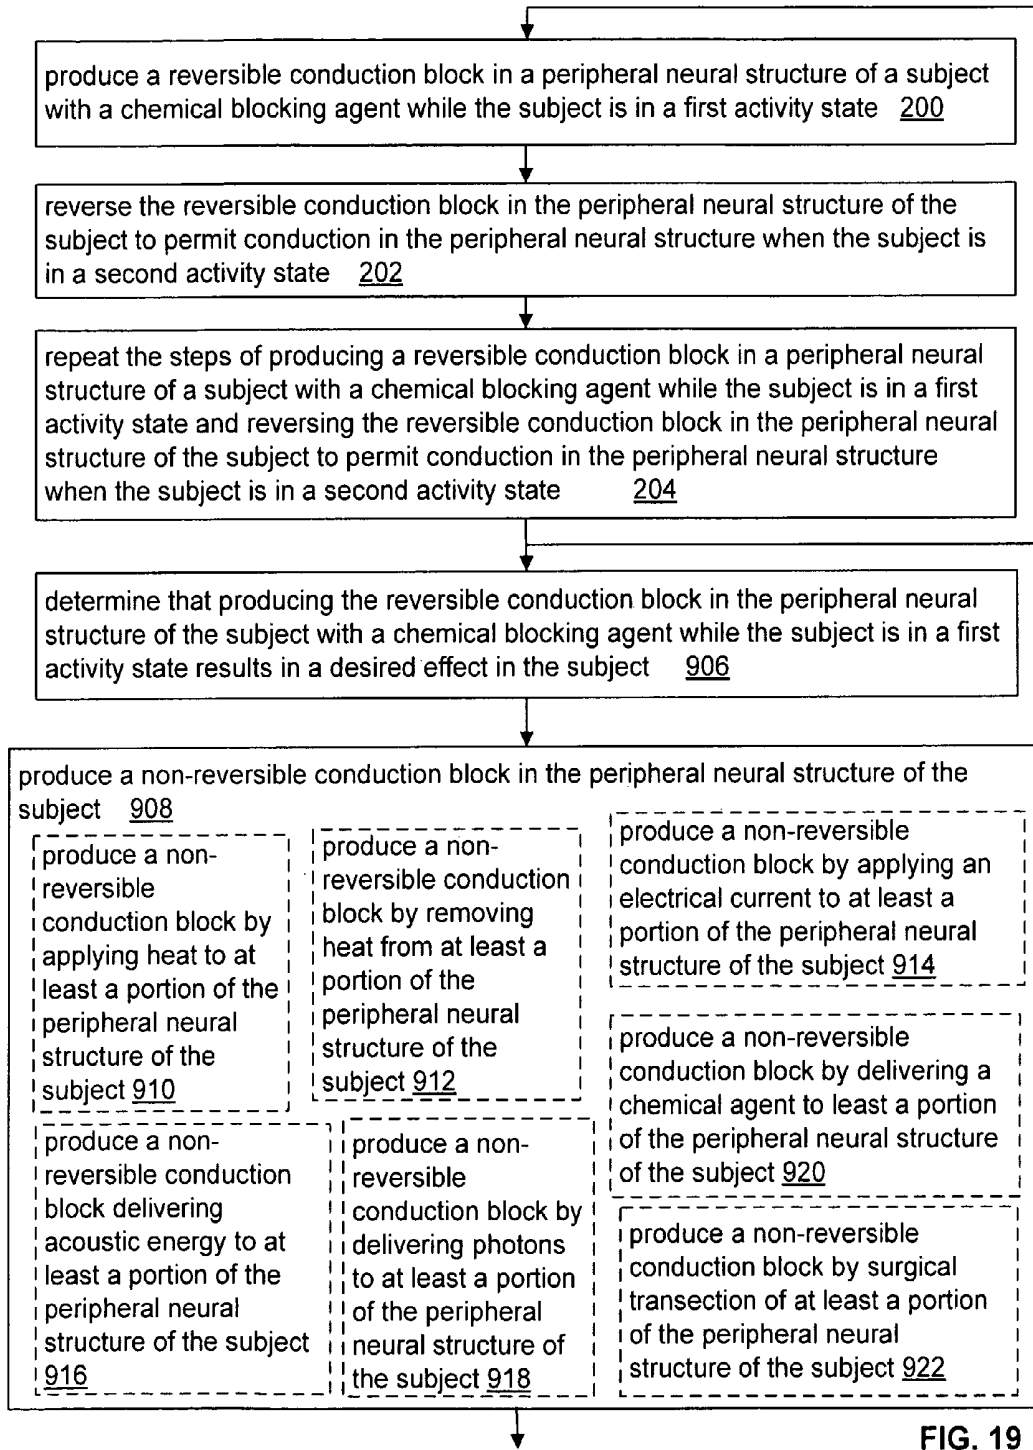 produce a reversible conduction block in a peripheral neural structure of a subject
with a chemical blocking agent while the subject is in a first activity state 200
reverse the reversible conduction block in the peripheral neural structure of the
subject to permit conduction in the peripheral neural structure when the subject is
in a second activity state 202
repeat the steps of producing a reversible conduction block in a peripheral neural
structure of a subject with a chemical blocking agent while the subject is in a first
activity state and reversing the reversible conduction block in the peripheral neural
structure of the subject to permit conduction in the peripheral neural structure
when the subject is in a second activity state 204
determine that producing the reversible conduction block in the peripheral neural
structure of the subject with a chemical blocking agent while the subject is in a first
activity state results in a desired effect in the subject 906
produce a non-reversible conduction block in the peripheral neural structure of the
subject 908
produce a non-
reversible
conduction block by
applying heat to at
least a portion of the
peripheral neural
structure of the
subject 910
produce a non-
reversible conduction
block by removing
heat from at least a
portion of the
peripheral neural
structure of the
subject 912
produce a non-reversible
conduction block by applying an
electrical current to at least a
portion of the peripheral neural
structure of the subject 914
produce a non-
reversible conduction
block delivering
acoustic energy to at
least a portion of the
peripheral neural
structure of the subject
916
produce a non-
reversible
conduction block by
delivering photons
to at least a portion
of the peripheral
neural structure of
the subject 918
produce a non-reversible
conduction block by delivering a
chemical agent to least a portion
of the peripheral neural structure
of the subject 920
produce a non-reversible
conduction block by surgical
transection of at least a portion
of the peripheral neural
structure of the subject 922
FIG. 19